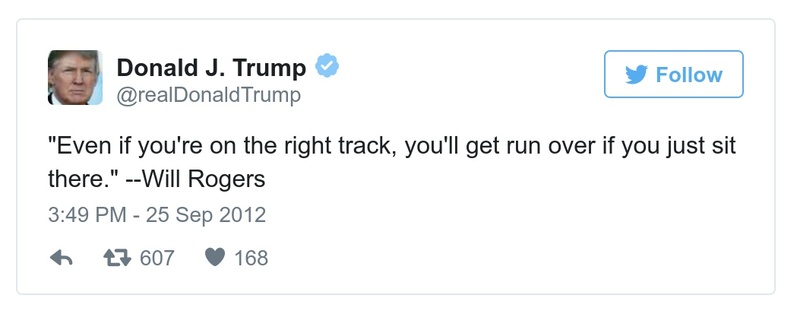 Donald J. Trump
@realDonaldTrump
Follow
"Even if you're on the right track, you'll get run over if you just sit
there." --Will Rogers
3:49 PM - 25 Sep 2012
607 168